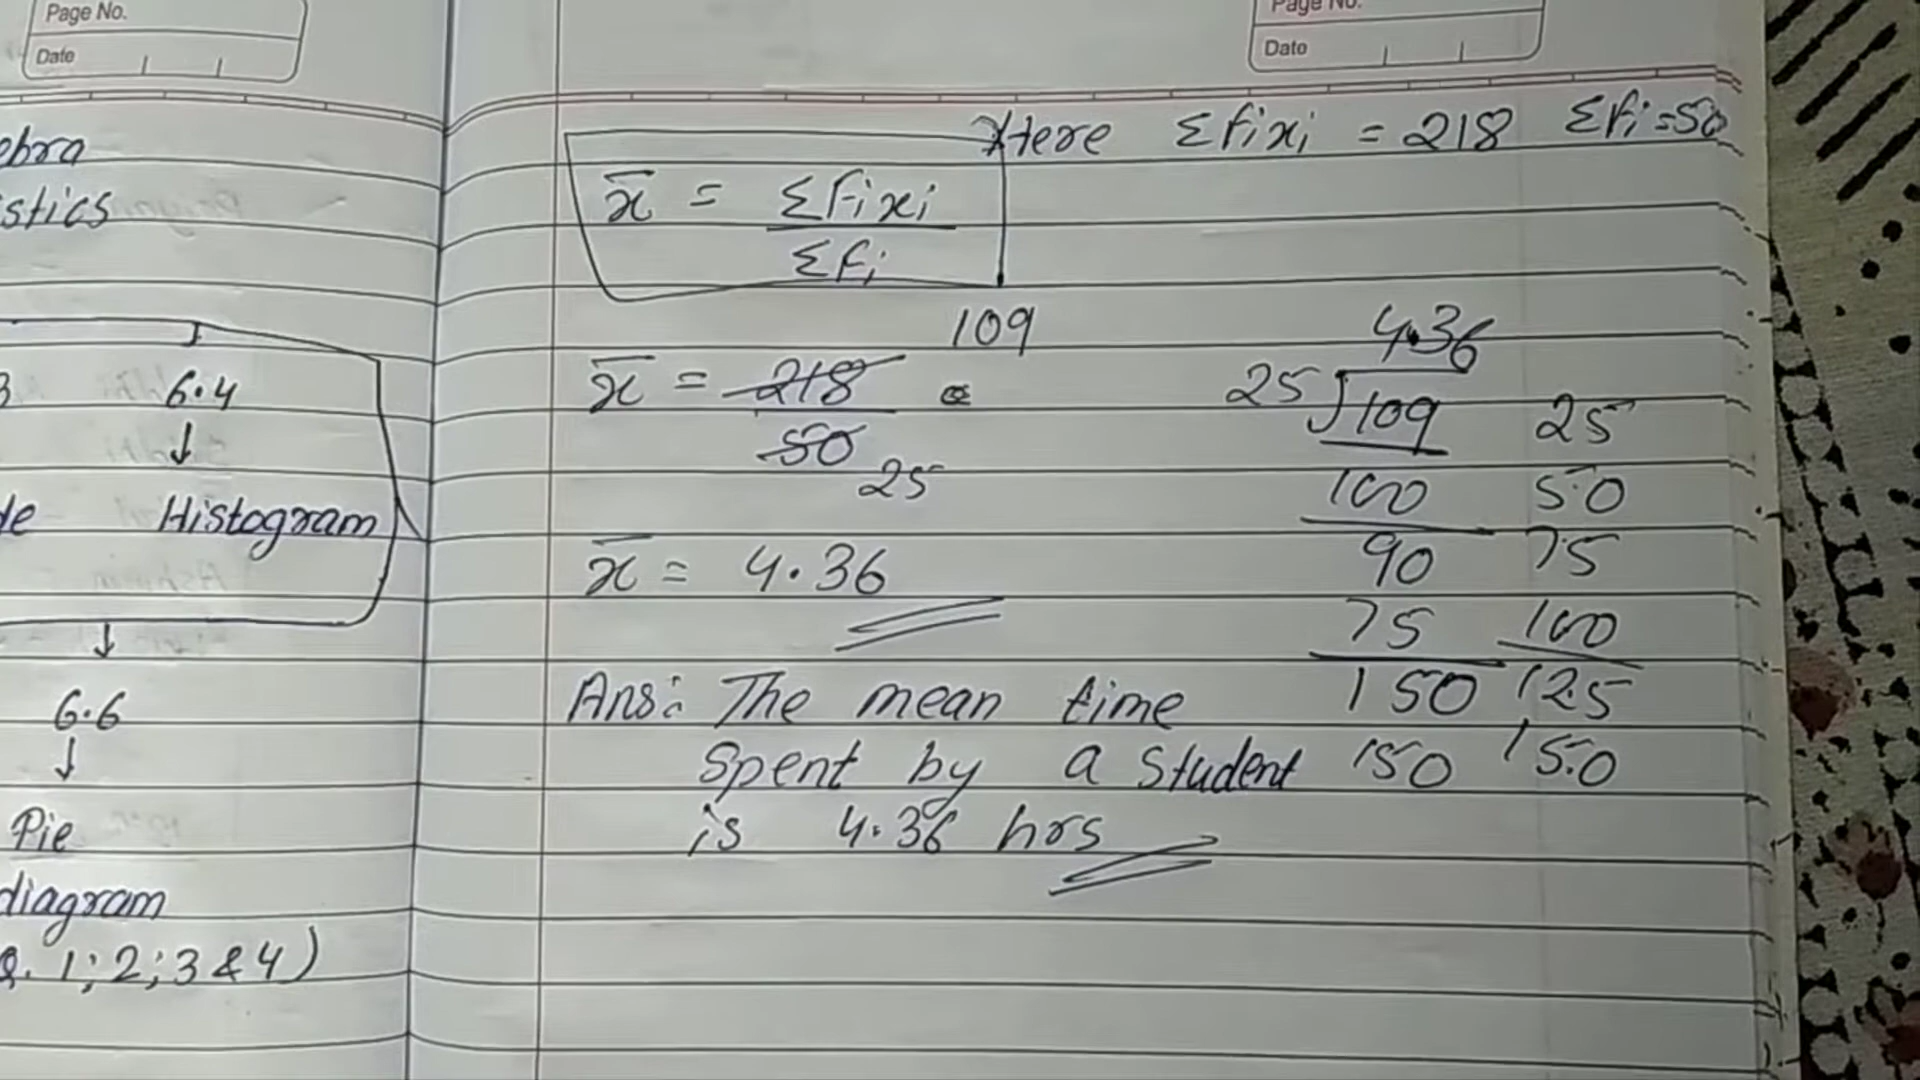 Page No.
Date
ebra
stics
6.4
↓
Histogram
↓
6.6
↓
Pie
diagram
1; 2; 3 & 4)
Page No.
Date
Here Σfixi = 218 Σfi = 50
x̄ = Σfixi
Σfi
109
x̄ = 218
50
25
x̄ = 4.36
Ans: The mean time
spent by a student
is 4.36 hrs
4.36
25 109 25
100 50
90 75
75 100
150 125
150 150